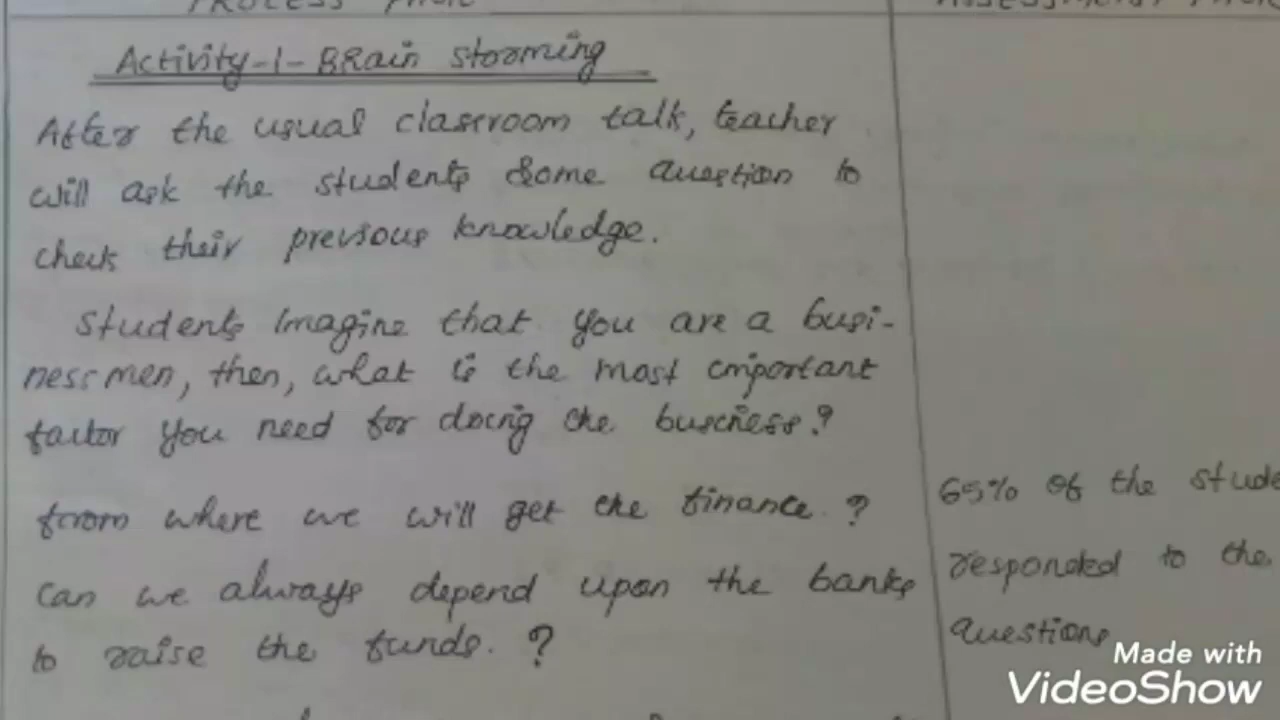 Activity-1-BRain storming
After the usual classroom talk, teacher
will ask the students some question to
check their previous knowledge.
Students Imagine that you are a busi-
nessmen, then, what is the most important
factor you need for doing the business?
from where we will get the finance ?
65% of the stude
can we always depend upon the banks
responded to the
to raise the funds. ?
questions
Made with
VideoShow